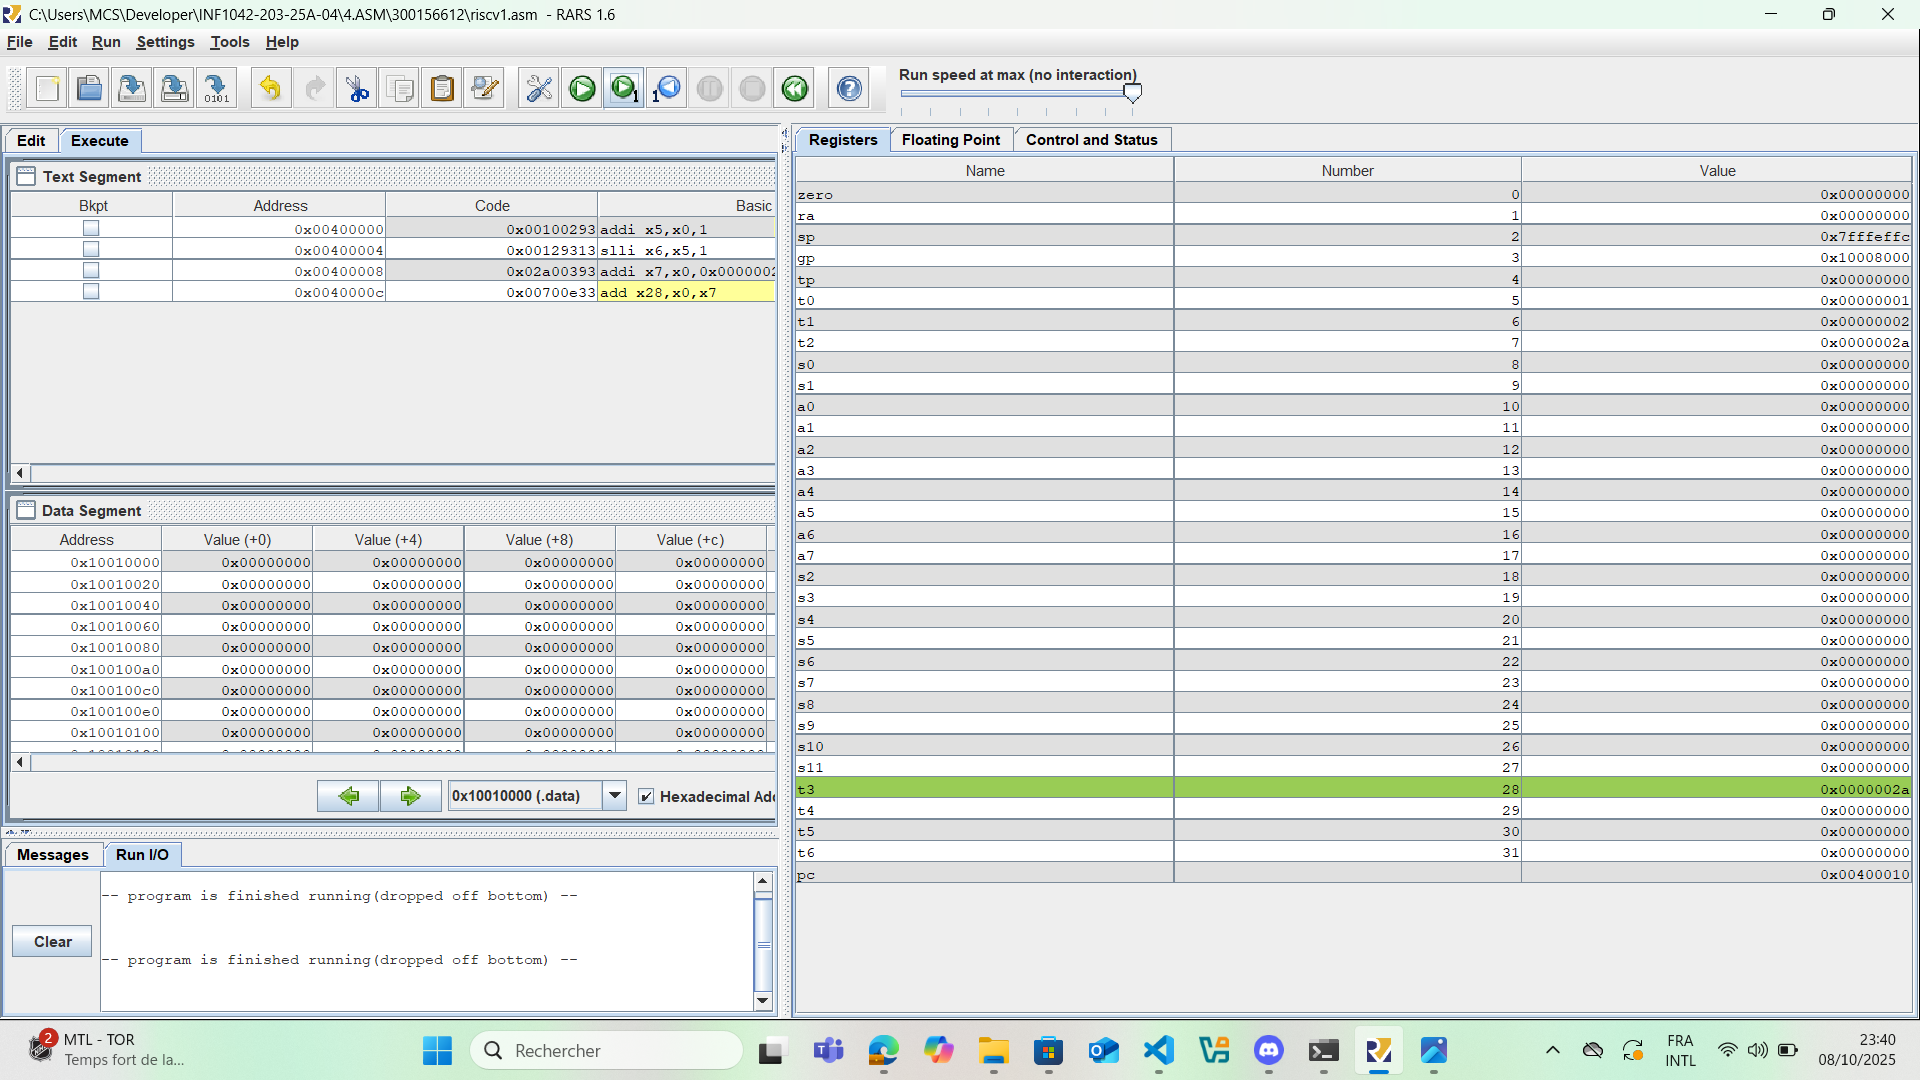 C:\Users\MCS\Developer\INF1042-203-25A-04\4.ASM\300156612\riscv1.asm - RARS 1.6
File Edit Run Settings Tools Help
Run speed at max (no interaction)
Edit Execute
Text Segment
Bkpt Address Code Basic
0x00400000 0x00100293 addi x5,x0,1
0x00400004 0x00129313 slli x6,x5,1
0x00400008 0x02a00393 addi x7,x0,0x0000002
0x0040000c 0x00700e33 add x28,x0,x7
Data Segment
Address Value (+0) Value (+4) Value (+8) Value (+c)
0x10010000 0x00000000 0x00000000 0x00000000 0x00000000
0x10010020 0x00000000 0x00000000 0x00000000 0x00000000
0x10010040 0x00000000 0x00000000 0x00000000 0x00000000
0x10010060 0x00000000 0x00000000 0x00000000 0x00000000
0x10010080 0x00000000 0x00000000 0x00000000 0x00000000
0x100100a0 0x00000000 0x00000000 0x00000000 0x00000000
0x100100c0 0x00000000 0x00000000 0x00000000 0x00000000
0x100100e0 0x00000000 0x00000000 0x00000000 0x00000000
0x10010100 0x00000000 0x00000000 0x00000000 0x00000000
0x10010000 (.data) Hexadecimal Add
Messages Run I/O
-- program is finished running(dropped off bottom) --
Clear
-- program is finished running(dropped off bottom) --
Registers Floating Point Control and Status
Name Number Value
zero 0 0x00000000
ra 1 0x00000000
sp 2 0x7fffeffc
gp 3 0x10008000
tp 4 0x00000000
t0 5 0x00000001
t1 6 0x00000002
t2 7 0x0000002a
s0 8 0x00000000
s1 9 0x00000000
a0 10 0x00000000
a1 11 0x00000000
a2 12 0x00000000
a3 13 0x00000000
a4 14 0x00000000
a5 15 0x00000000
a6 16 0x00000000
a7 17 0x00000000
s2 18 0x00000000
s3 19 0x00000000
s4 20 0x00000000
s5 21 0x00000000
s6 22 0x00000000
s7 23 0x00000000
s8 24 0x00000000
s9 25 0x00000000
s10 26 0x00000000
s11 27 0x00000000
t3 28 0x0000002a
t4 29 0x00000000
t5 30 0x00000000
t6 31 0x00000000
pc 0x00400010
2 MTL - TOR
Temps fort de la...
Rechercher
FRA
INTL
23:40
08/10/2025